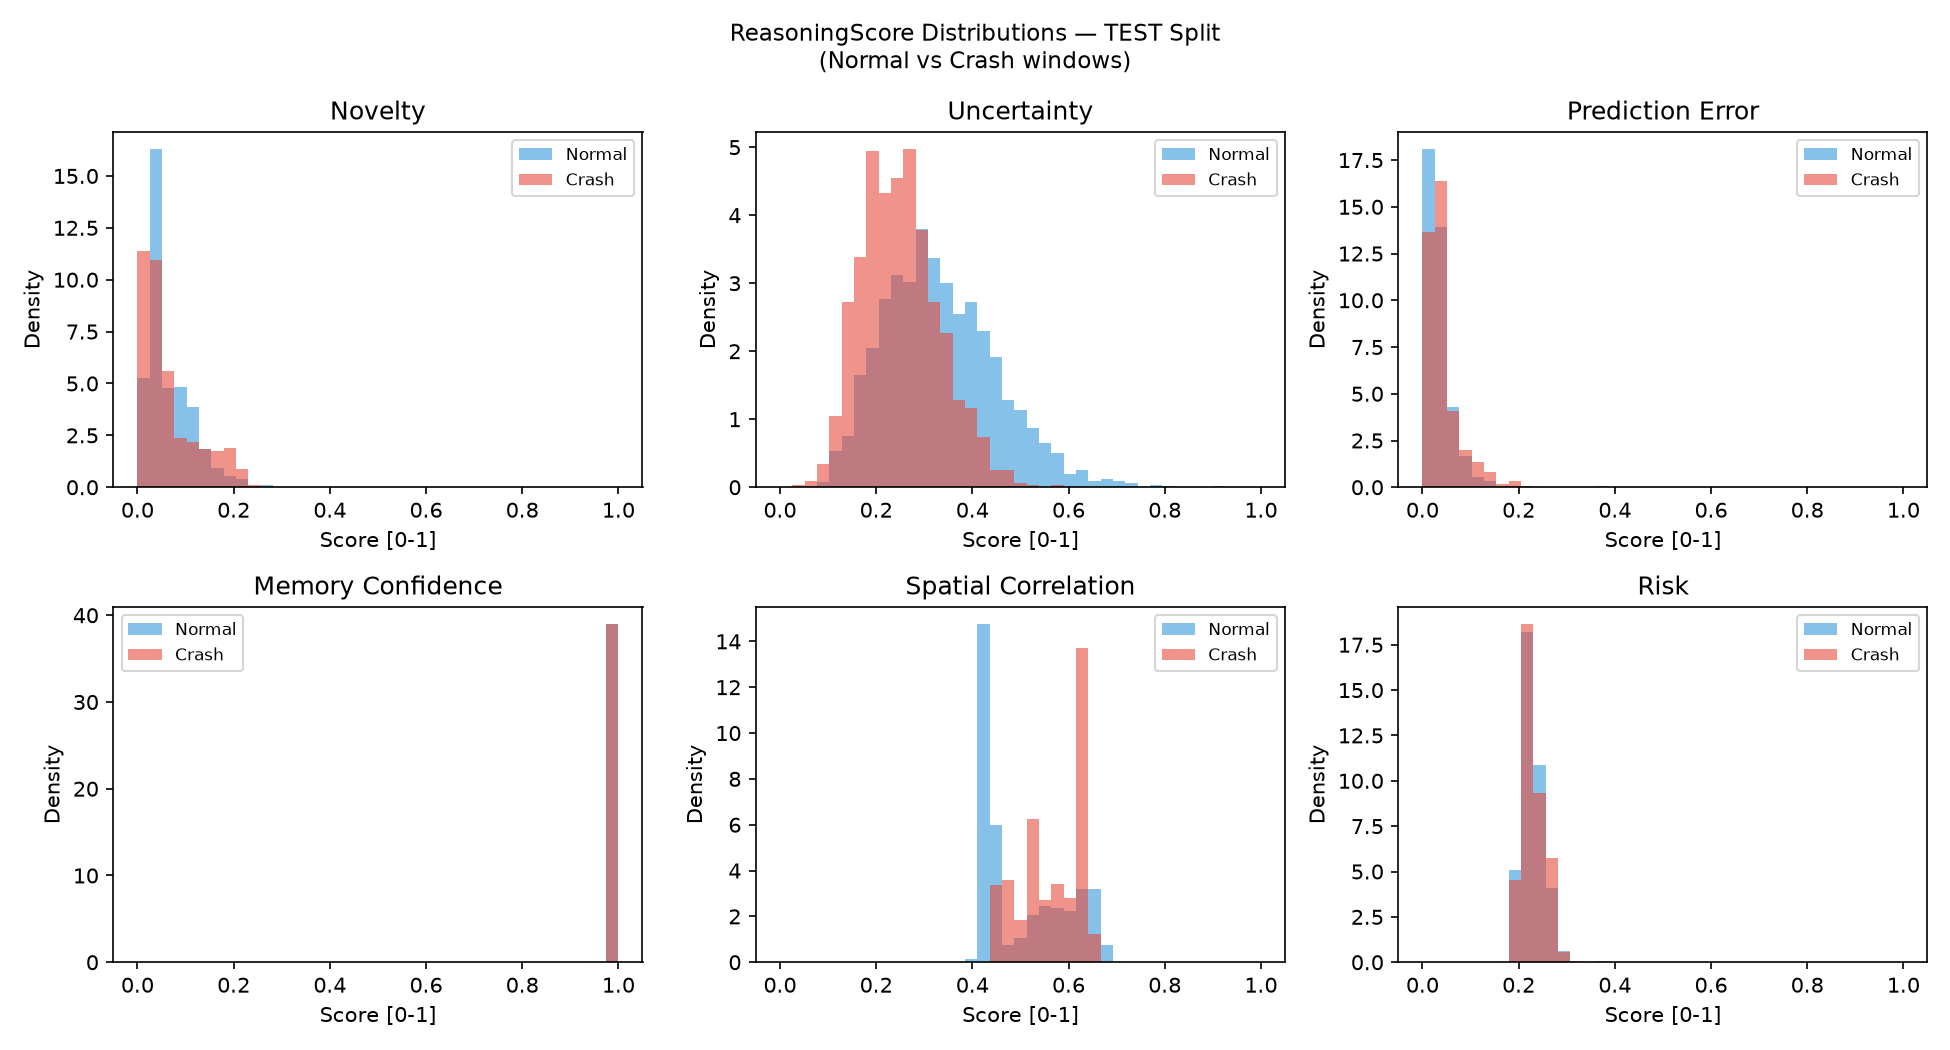 ReasoningScore Distributions — TEST Split
(Normal vs Crash windows)
Novelty
Density
15.0
12.5
10.0
7.5
5.0
2.5
0.0
Normal
Crash
0.0 0.2 0.4 0.6 0.8 1.0
Score [0-1]
Uncertainty
Density
5
4
3
2
1
0
Normal
Crash
0.0 0.2 0.4 0.6 0.8 1.0
Score [0-1]
Prediction Error
Density
17.5
15.0
12.5
10.0
7.5
5.0
2.5
0.0
Normal
Crash
0.0 0.2 0.4 0.6 0.8 1.0
Score [0-1]
Memory Confidence
Density
40
30
20
10
0
Normal
Crash
0.0 0.2 0.4 0.6 0.8 1.0
Score [0-1]
Spatial Correlation
Density
14
12
10
8
6
4
2
0
Normal
Crash
0.0 0.2 0.4 0.6 0.8 1.0
Score [0-1]
Risk
Density
17.5
15.0
12.5
10.0
7.5
5.0
2.5
0.0
Normal
Crash
0.0 0.2 0.4 0.6 0.8 1.0
Score [0-1]